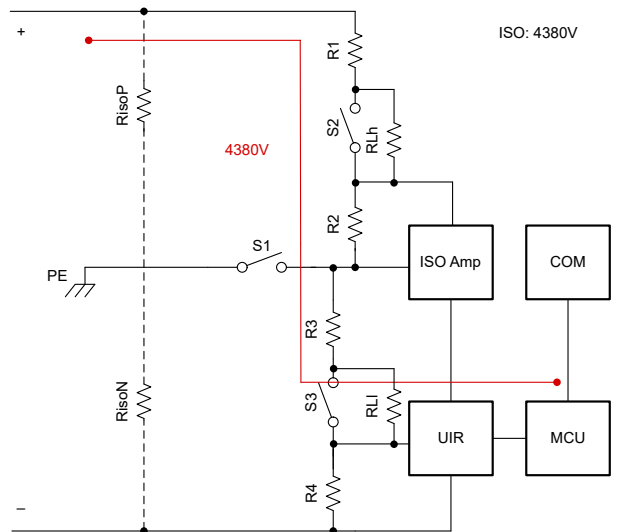 +
ISO: 4380V
R1
RisoP
S2
RLh
4380V
R2
S1
ISO Amp
COM
PE
R3
RisoN
S3
RLl
UIR
MCU
R4
–